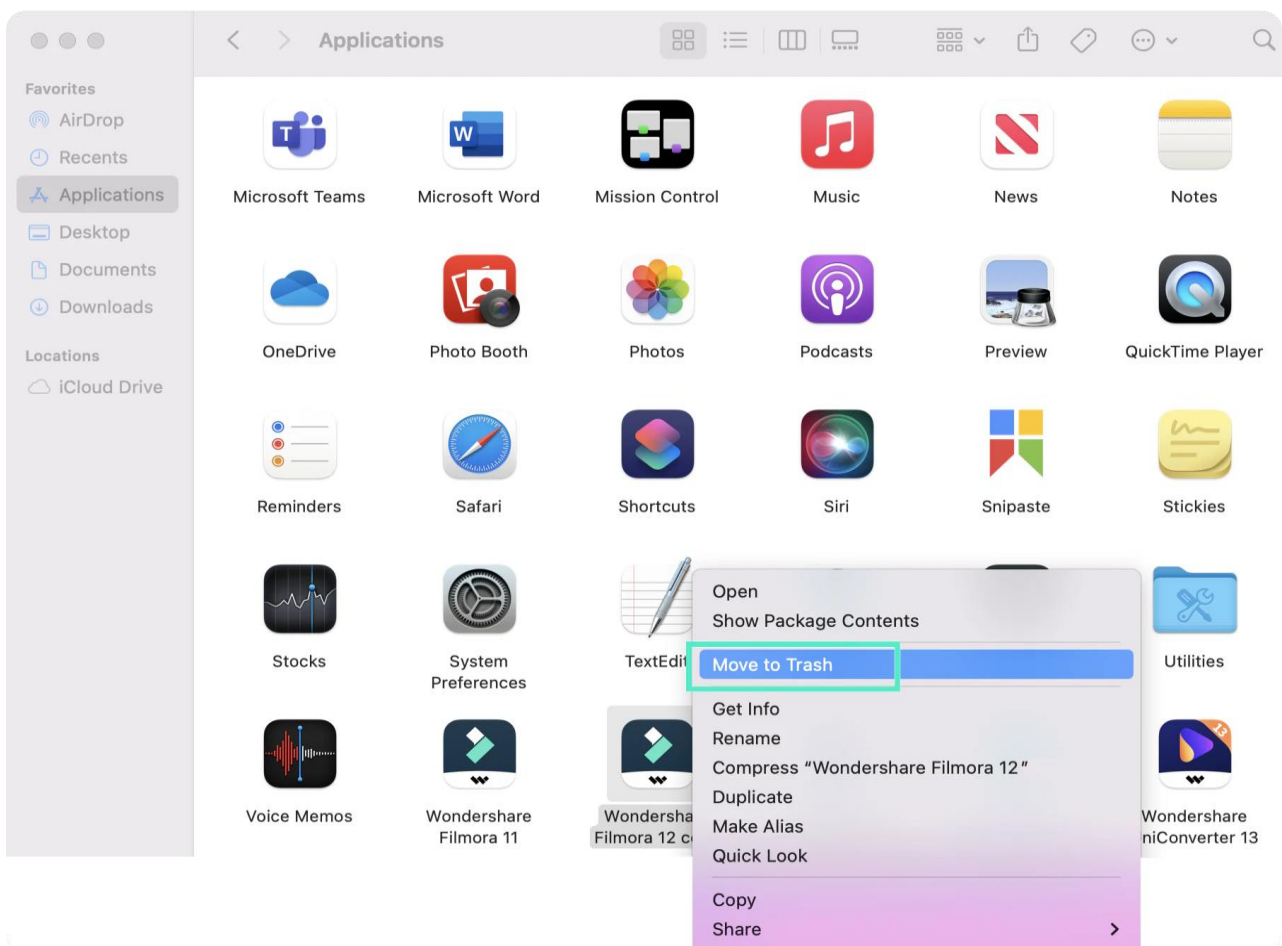 Applications
Favorites
AirDrop
Recents
Applications
Desktop
Documents
Downloads
Locations
iCloud Drive
Microsoft Teams
Microsoft Word
Mission Control
Music
News
Notes
OneDrive
Photo Booth
Photos
Podcasts
Preview
QuickTime Player
Reminders
Safari
Shortcuts
Siri
Snipaste
Stickies
Stocks
System
Preferences
TextEdit
Utilities
Voice Memos
Wondershare
Filmora 11
Wondersha
Filmora 12 c
Wondershare
niConverter 13
Open
Show Package Contents
Move to Trash
Get Info
Rename
Compress “Wondershare Filmora 12”
Duplicate
Make Alias
Quick Look
Copy
Share